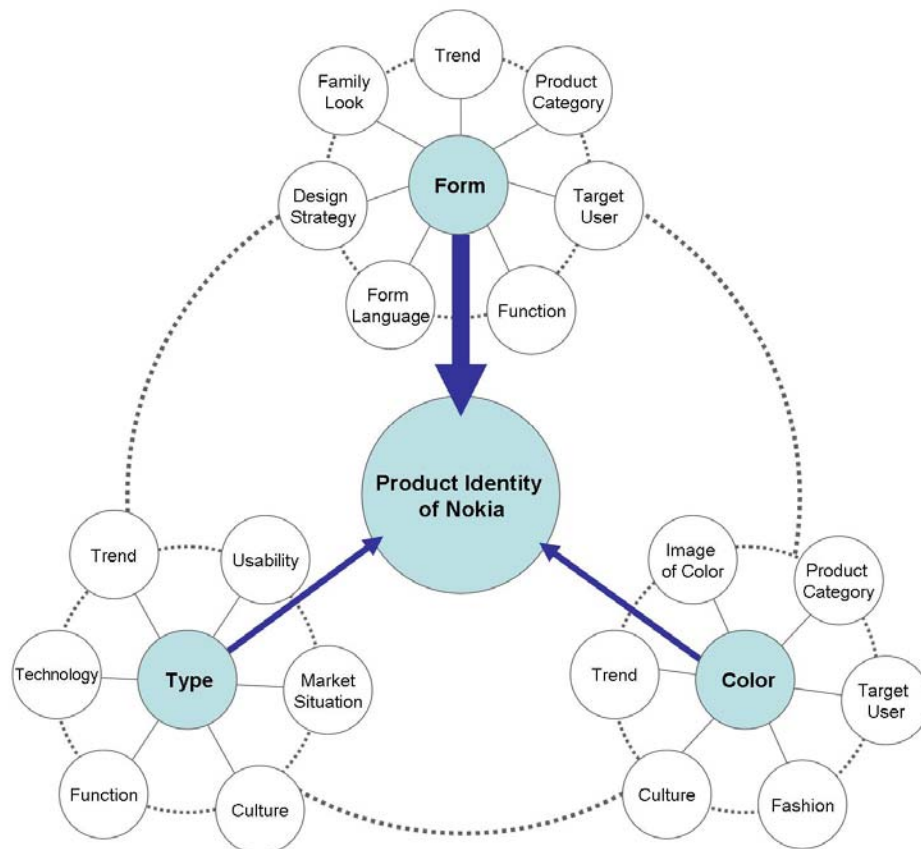 Trend
Family
Look
Product
Category
Form
Design
Strategy
Target
User
Form
Language
Function
Product Identity
of Nokia
Trend
Usability
Technology
Type
Market
Situation
Function
Culture
Image
of Color
Product
Category
Trend
Color
Target
User
Culture
Fashion